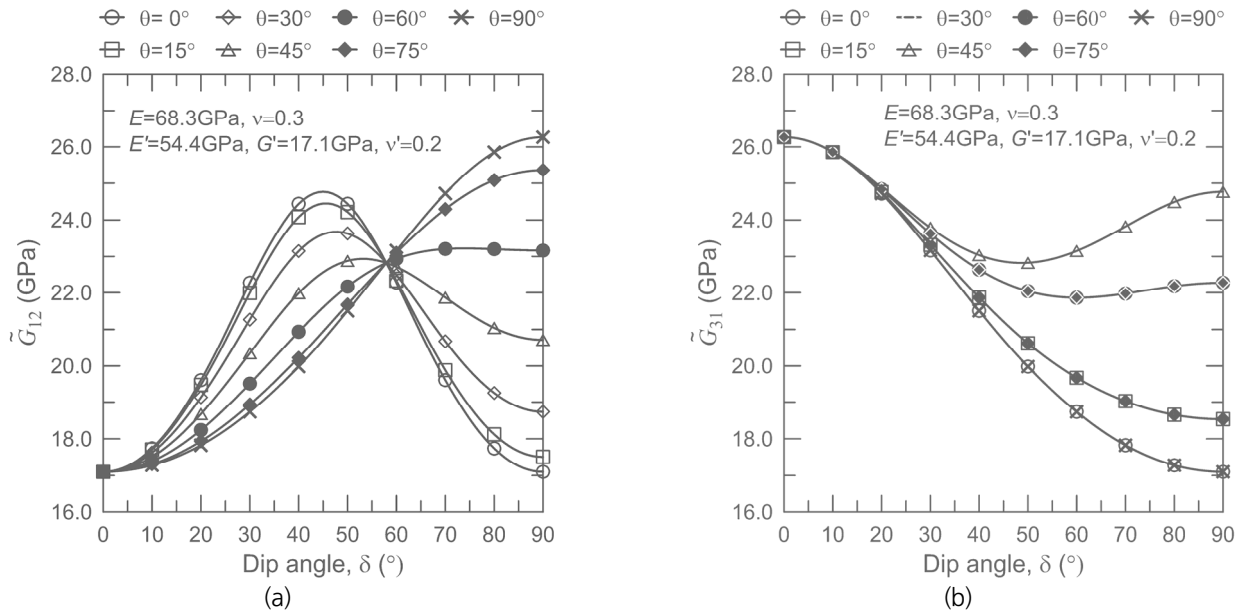 θ=0° θ=30° θ=60° θ=90°
θ=15° θ=45° θ=75°
28.0
26.0
24.0
22.0
20.0
18.0
16.0
G̃12 (GPa)
E=68.3GPa, ν=0.3
E'=54.4GPa, G'=17.1GPa, ν'=0.2
0 10 20 30 40 50 60 70 80 90
Dip angle, δ (°)
(a)
θ=0° θ=30° θ=60° θ=90°
θ=15° θ=45° θ=75°
28.0
26.0
24.0
22.0
20.0
18.0
16.0
G̃31 (GPa)
E=68.3GPa, ν=0.3
E'=54.4GPa, G'=17.1GPa, ν'=0.2
0 10 20 30 40 50 60 70 80 90
Dip angle, δ (°)
(b)